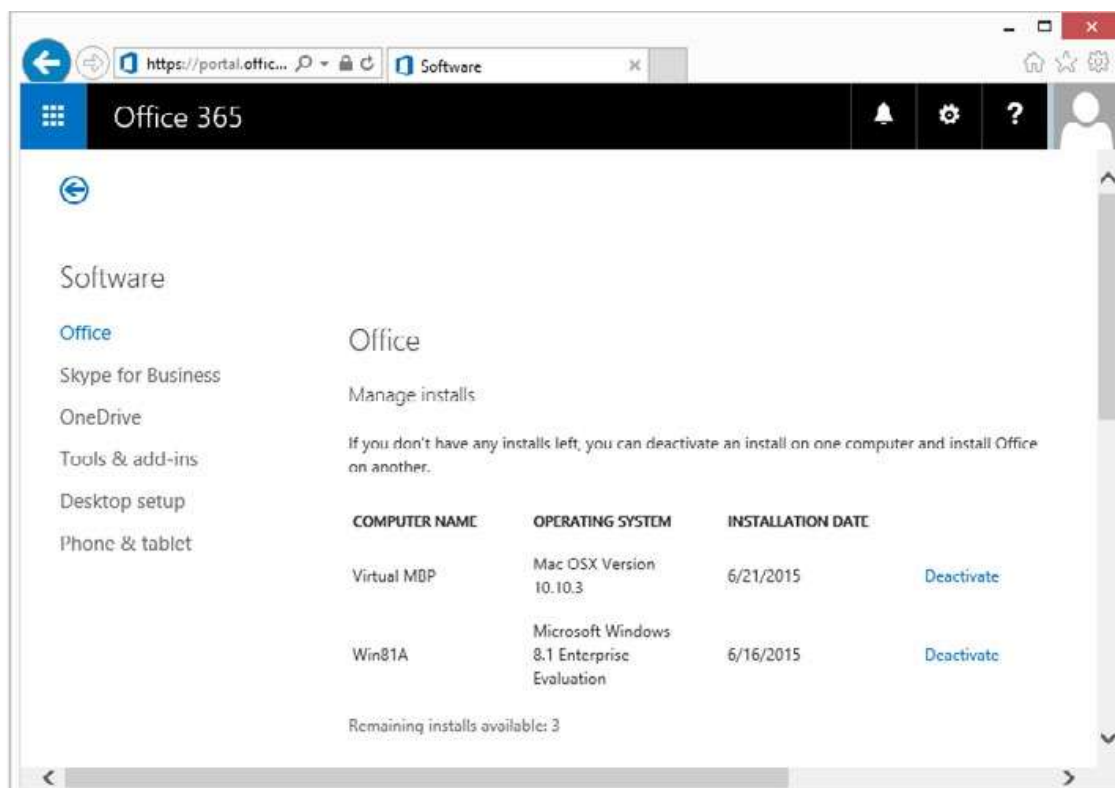 https://portal.offic...
Software
Office 365
?
Software
Office
Skype for Business
OneDrive
Tools & add-ins
Desktop setup
Phone & tablet
Office
Manage installs
If you don't have any installs left, you can deactivate an install on one computer and install Office
on another.
COMPUTER NAME OPERATING SYSTEM INSTALLATION DATE
Virtual MBP Mac OSX Version 10.10.3 6/21/2015 Deactivate
Win81A Microsoft Windows 8.1 Enterprise Evaluation 6/16/2015 Deactivate
Remaining installs available: 3